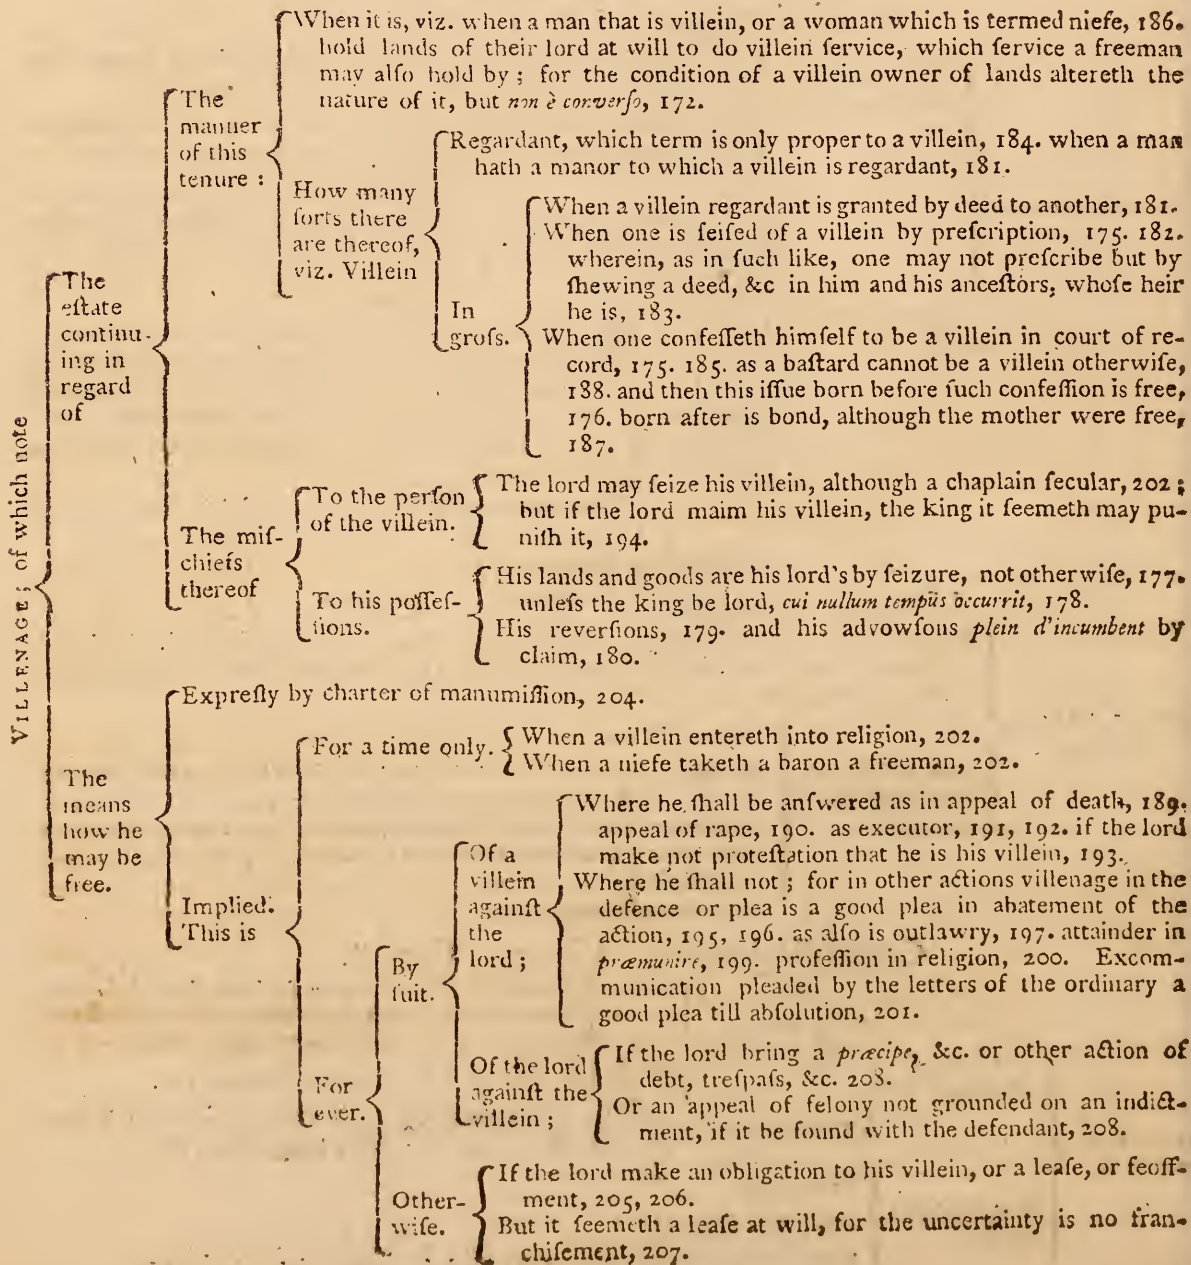 VILLENAGE; of which note
The
eſtate
continu-
ing in
regard
of
The
manner
of this
tenure :
When it is, viz. when a man that is villein, or a woman which is termed niefe, 186.
hold lands of their lord at will to do villein ſervice, which ſervice a freeman
may alſo hold by ; for the condition of a villein owner of lands altereth the
nature of it, but non è converſo, 172.
How many
ſorts there
are thereof,
viz. Villein
Regardant, which term is only proper to a villein, 184. when a man
hath a manor to which a villein is regardant, 181.
In
groſs.
When a villein regardant is granted by deed to another, 181.
When one is ſeiſed of a villein by preſcription, 175. 182.
wherein, as in ſuch like, one may not preſcribe but by
ſhewing a deed, &c in him and his anceſtors, whoſe heir
he is, 183.
When one confeſſeth himſelf to be a villein in court of re-
cord, 175. 185. as a baſtard cannot be a villein otherwiſe,
188. and then this iſſue born before ſuch confeſſion is free,
176. born after is bond, although the mother were free,
187.
The miſ-
chiefs
thereof
To the perſon
of the villein.
The lord may ſeize his villein, although a chaplain ſecular, 202 ;
but if the lord maim his villein, the king it ſeemeth may pu-
niſh it, 194.
To his poſſeſ-
ſions.
His lands and goods are his lord's by ſeizure, not otherwiſe, 177.
unleſs the king be lord, cui nullum tempus occurrit, 178.
His reverſions, 179. and his advowſons plein d'incumbent by
claim, 180.
The
means
how he
may be
free.
Expreſly by charter of manumiſſion, 204.
Implied.
This is
For a time only.
When a villein entereth into religion, 202.
When a niefe taketh a baron a freeman, 202.
For
ever.
By
ſuit.
Of a
villein
againſt
the
lord ;
Where he ſhall be anſwered as in appeal of death, 189.
appeal of rape, 190. as executor, 191, 192. if the lord
make not proteſtation that he is his villein, 193.
Where he ſhall not ; for in other actions villenage in the
defence or plea is a good plea in abatement of the
action, 195, 196. as alſo is outlawry, 197. attainder in
præmunire, 199. profeſſion in religion, 200. Excom-
munication pleaded by the letters of the ordinary a
good plea till abſolution, 201.
Of the lord
againſt the
villein ;
If the lord bring a præcipe, &c. or other action of
debt, treſpaſs, &c. 208.
Or an appeal of felony not grounded on an indict-
ment, if it be found with the defendant, 208.
Other-
wiſe.
If the lord make an obligation to his villein, or a leaſe, or feoff-
ment, 205, 206.
But it ſeemeth a leaſe at will, for the uncertainty is no fran-
chiſement, 207.